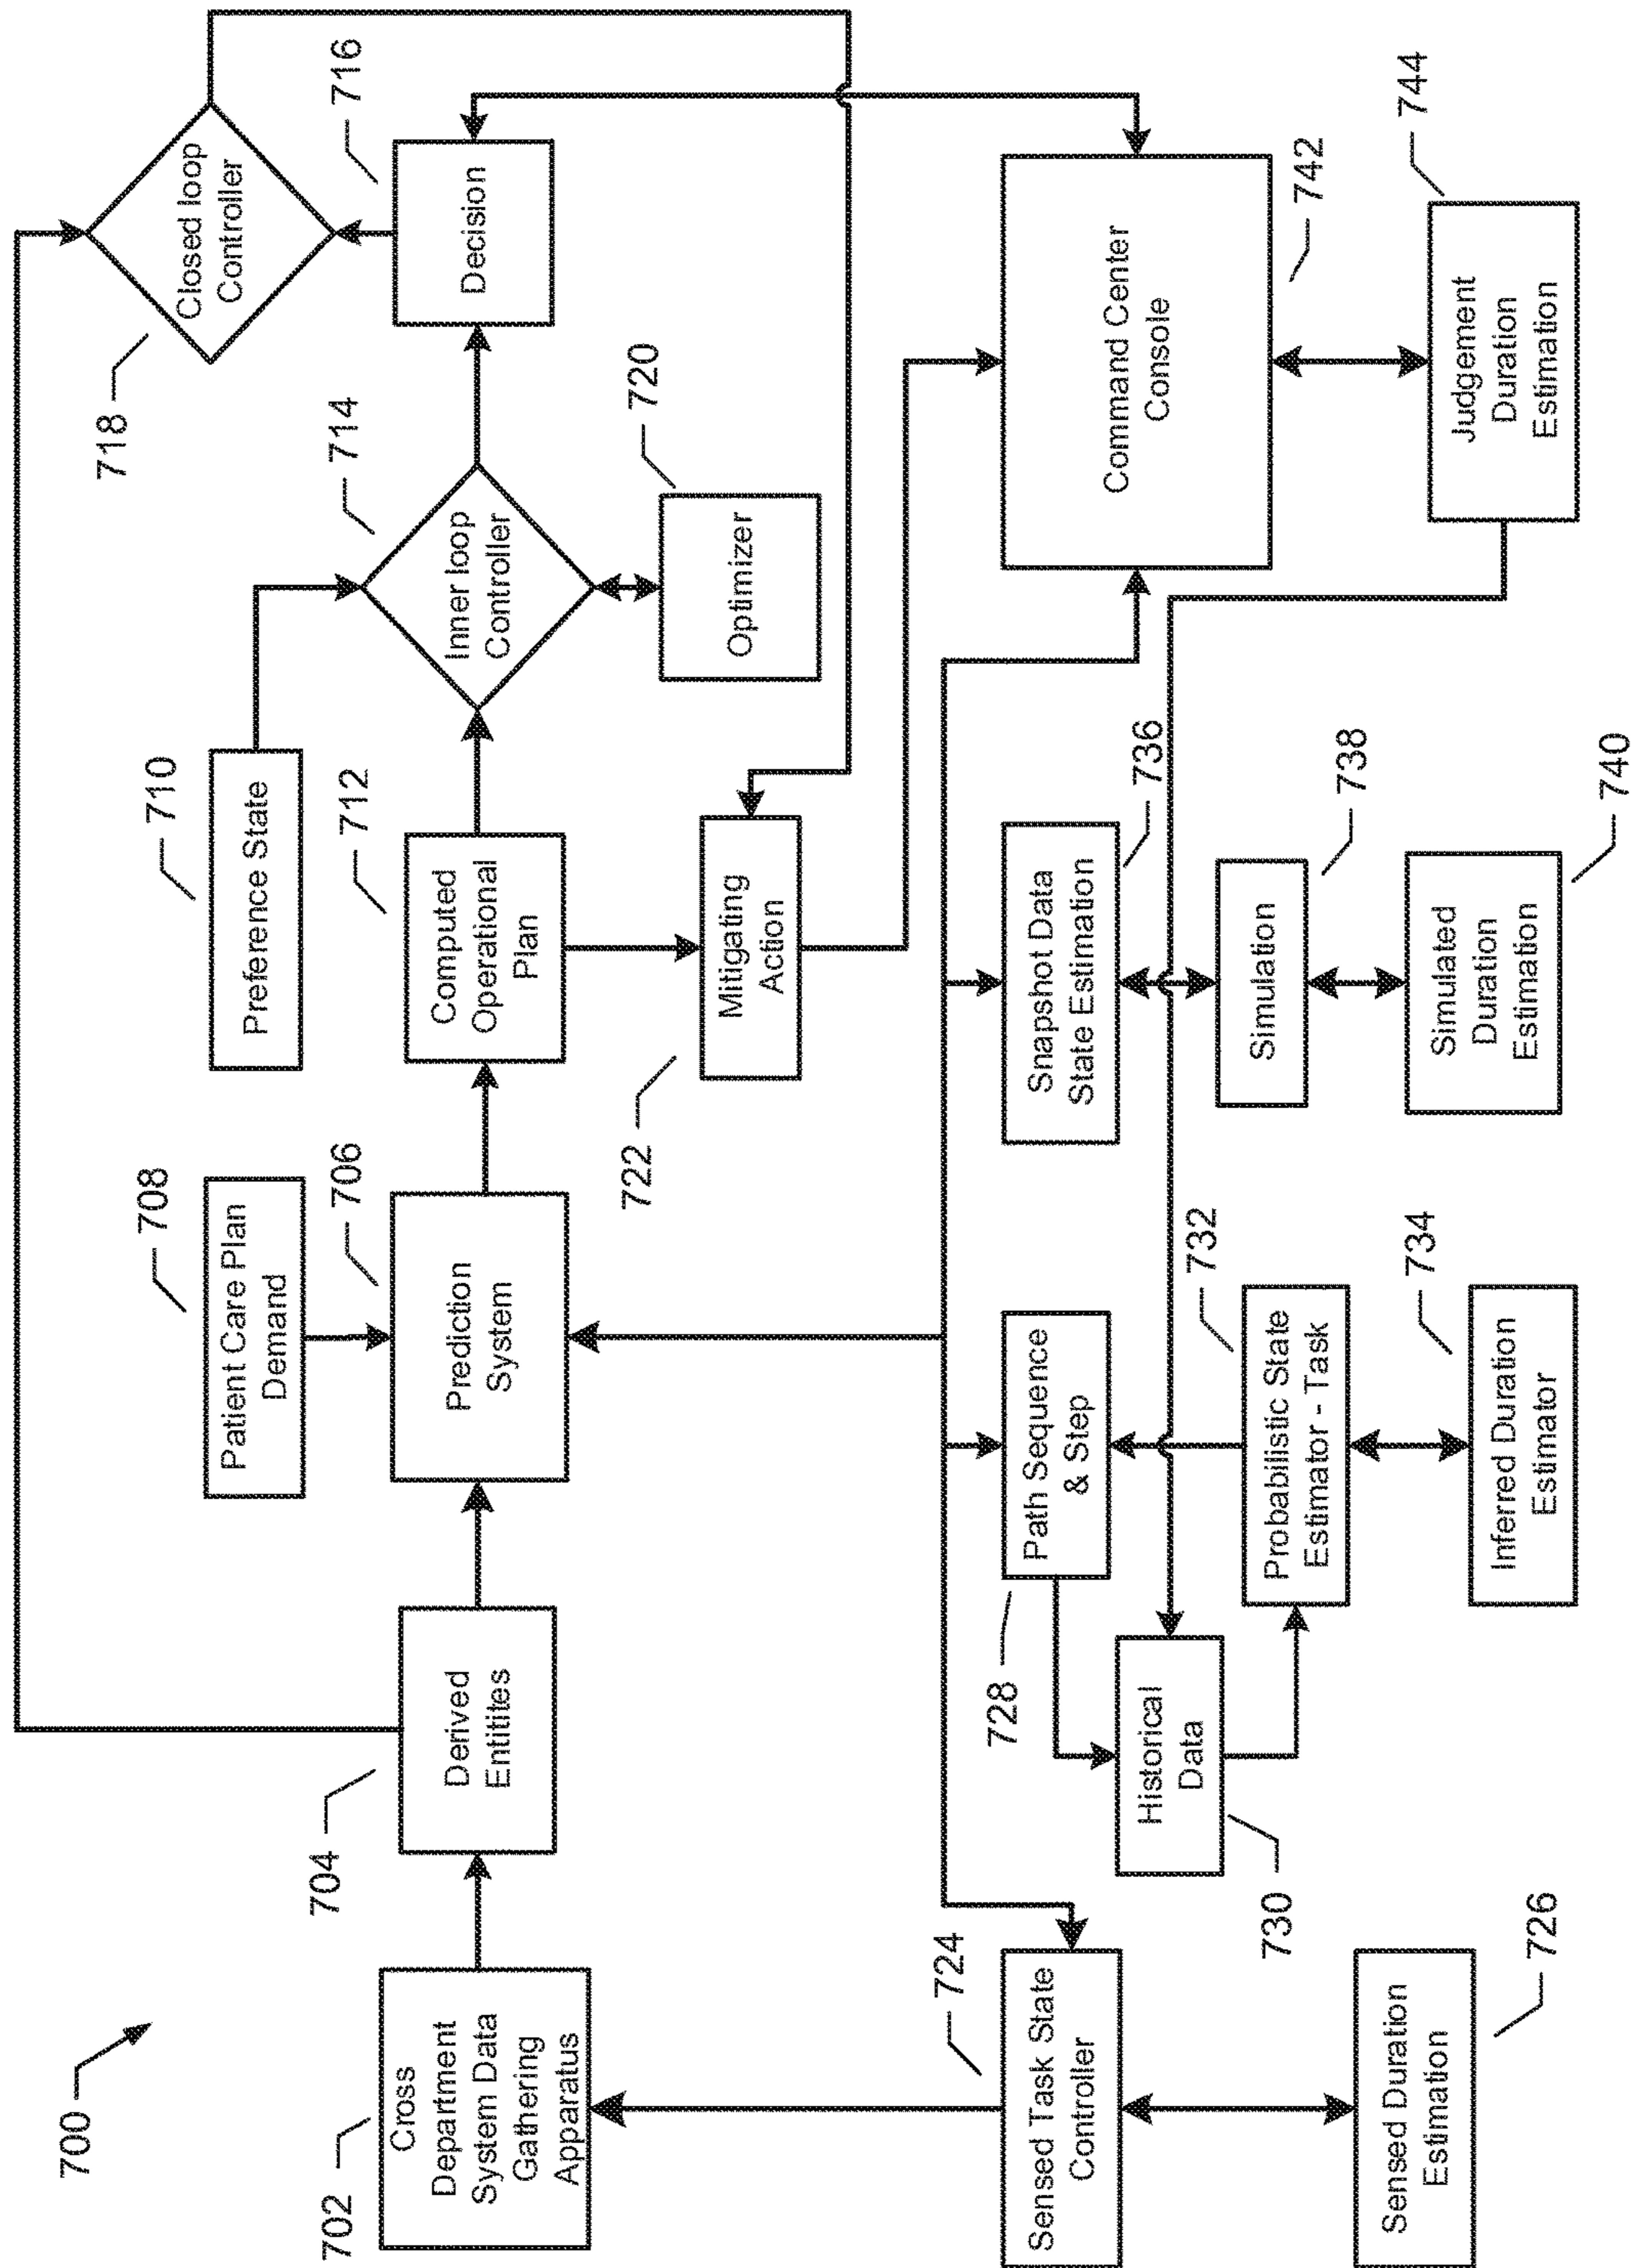 700
702
Cross
Department
System Data
Gathering
Apparatus
704
Derived
Entitites
708
Patient Care Plan
Demand
706
Prediction
System
710
Preference State
712
Computed
Operational
Plan
714
Inner loop
Controller
716
Decision
718
Closed loop
Controller
720
Optimizer
722
Mitigating
Action
724
Sensed Task State
Controller
726
Sensed Duration
Estimation
728
Path Sequence
& Step
730
Historical
Data
732
Probabilistic State
Estimator - Task
734
Inferred Duration
Estimator
736
Snapshot Data
State Estimation
738
Simulation
740
Simulated
Duration
Estimation
742
Command Center
Console
744
Judgement
Duration
Estimation